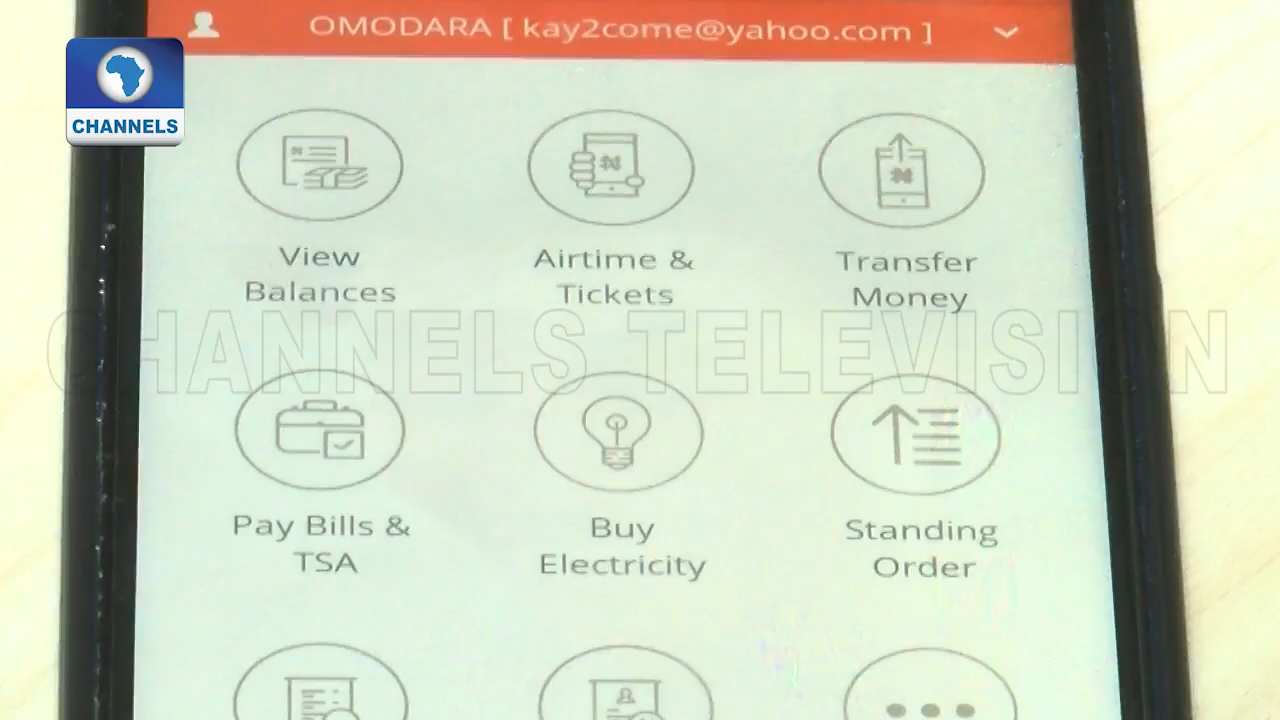 OMODARA [ kay2come@yahoo.com ]
CHANNELS
View
Balances
Airtime &
Tickets
Transfer
Money
CHANNELS TELEVISION
Pay Bills &
TSA
Buy
Electricity
Standing
Order